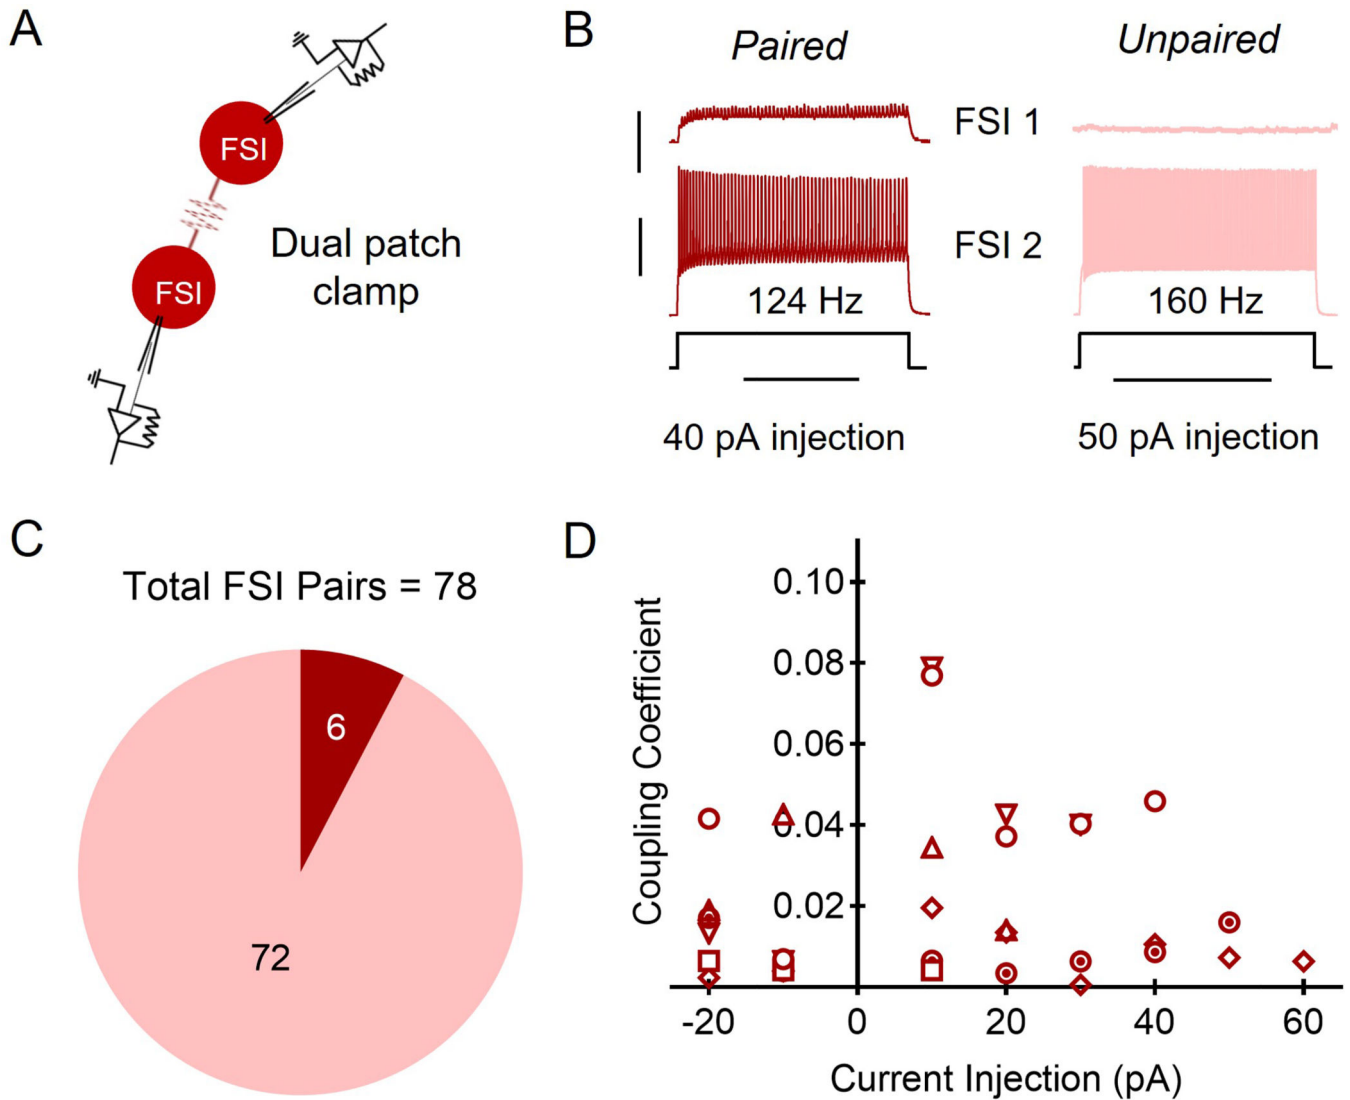 A
FSI
FSI
Dual patch
clamp
B
Paired
Unpaired
FSI 1
FSI 2
124 Hz
160 Hz
40 pA injection
50 pA injection
C
Total FSI Pairs = 78
6
72
D
Coupling Coefficient
0.10
0.08
0.06
0.04
0.02
-20
0
20
40
60
Current Injection (pA)